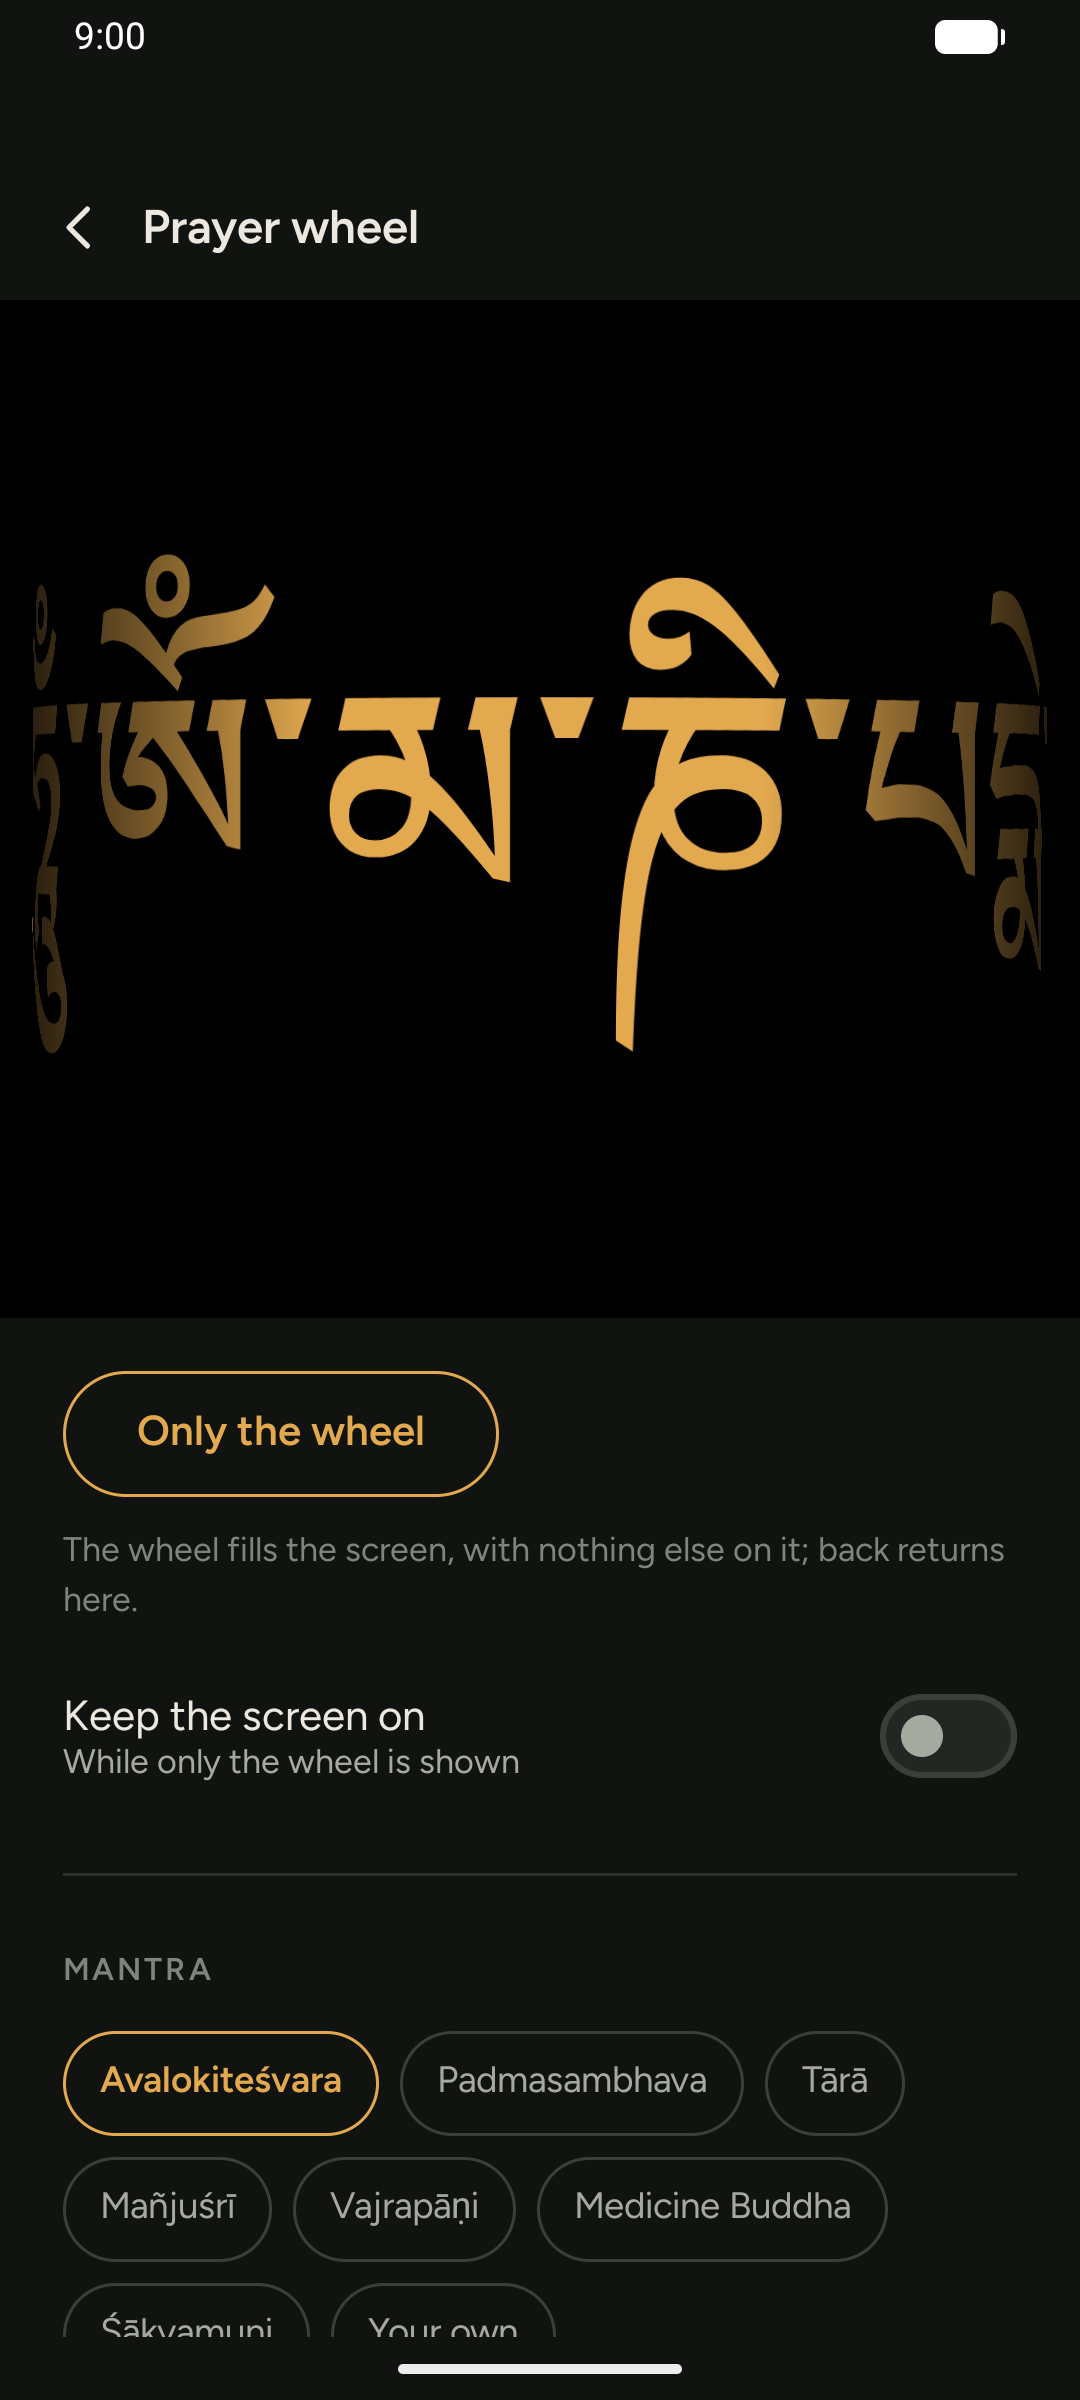 9:00
Prayer wheel
ཨོཾ་མ་ཎི་པ
Only the wheel
The wheel fills the screen, with nothing else on it; back returns
here.
Keep the screen on
While only the wheel is shown
MANTRA
Avalokiteśvara
Padmasambhava
Tārā
Mañjuśrī
Vajrapāṇi
Medicine Buddha
Śākyamuni
Your own